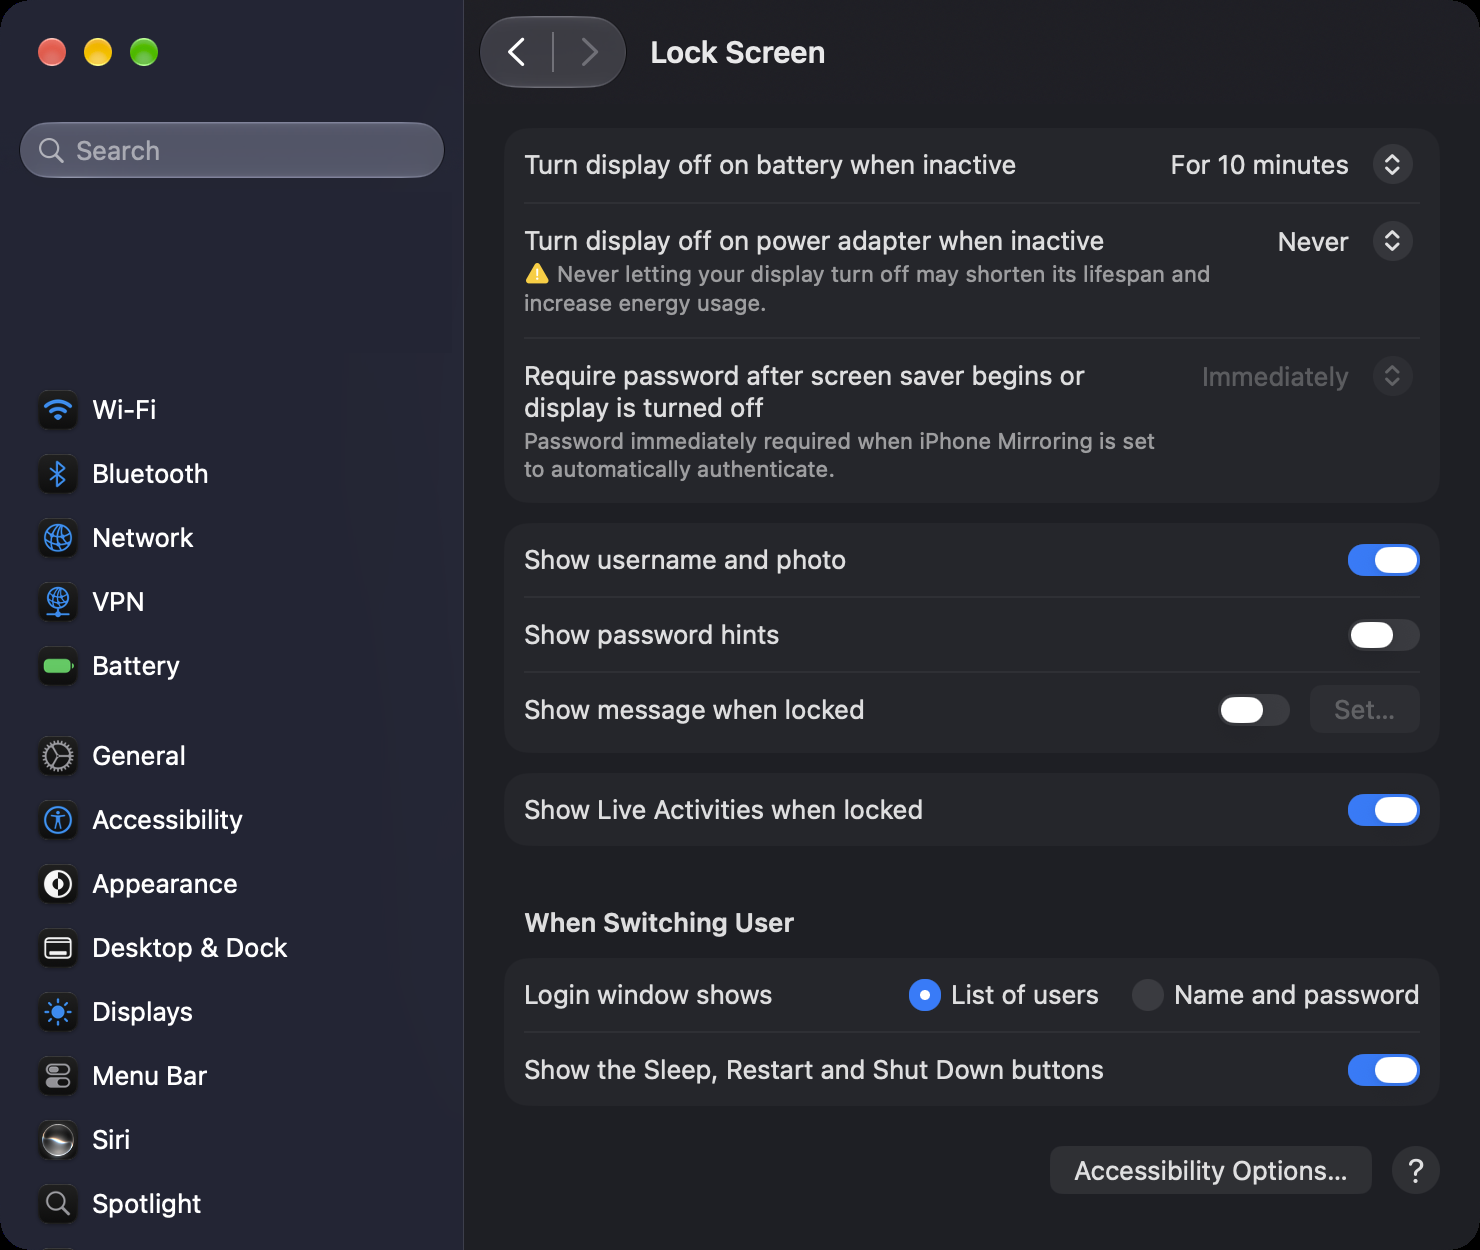 Search
Wi-Fi
Bluetooth
Network
VPN
Battery
General
Accessibility
Appearance
Desktop & Dock
Displays
Menu Bar
Siri
Spotlight
Lock Screen
Turn display off on battery when inactive For 10 minutes
Turn display off on power adapter when inactive Never
Never letting your display turn off may shorten its lifespan and
increase energy usage.
Require password after screen saver begins or Immediately
display is turned off
Password immediately required when iPhone Mirroring is set
to automatically authenticate.
Show username and photo
Show password hints
Show message when locked Set...
Show Live Activities when locked
When Switching User
Login window shows List of users Name and password
Show the Sleep, Restart and Shut Down buttons
Accessibility Options... ?